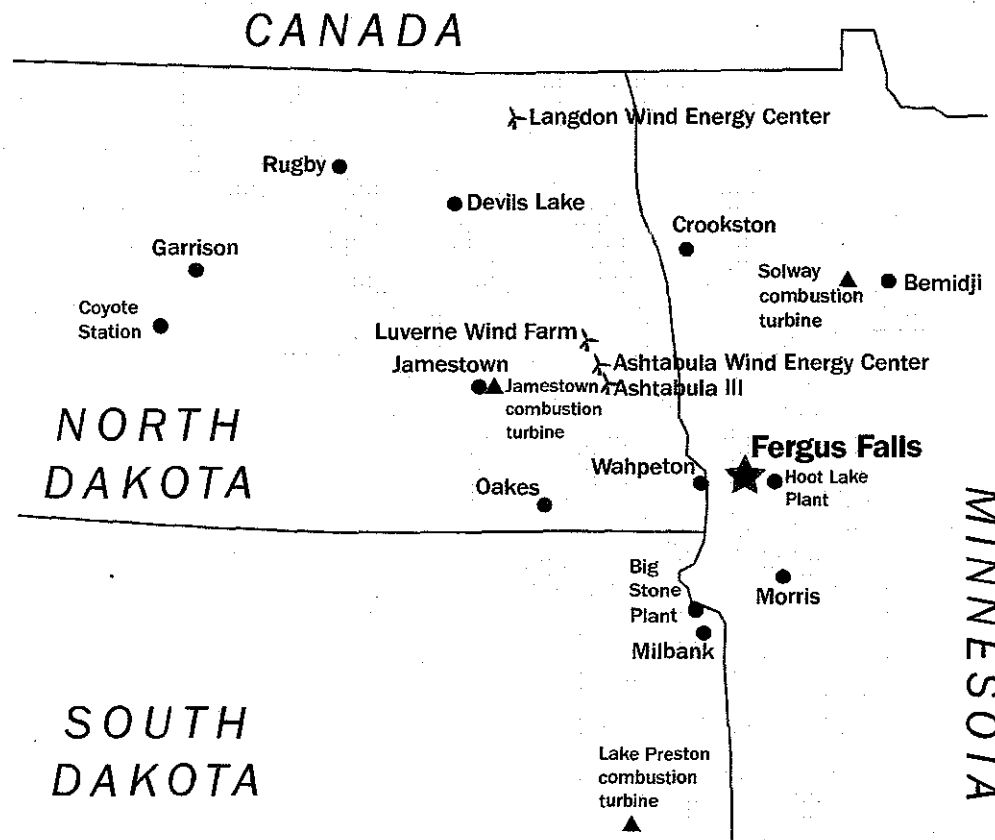 CANADA
Langdon Wind Energy Center
Rugby
Devils Lake
Crookston
Garrison
Solway
combustion
turbine
Bemidji
Coyote
Station
Luverne Wind Farm
Jamestown
Ashtabula Wind Energy Center
Jamestown
combustion
turbine
Ashtabula III
NORTH
DAKOTA
Fergus Falls
Wahpeton
Hoot Lake
Plant
Oakes
MINNESOTA
Big
Stone
Plant
Morris
Milbank
SOUTH
DAKOTA
Lake Preston
combustion
turbine